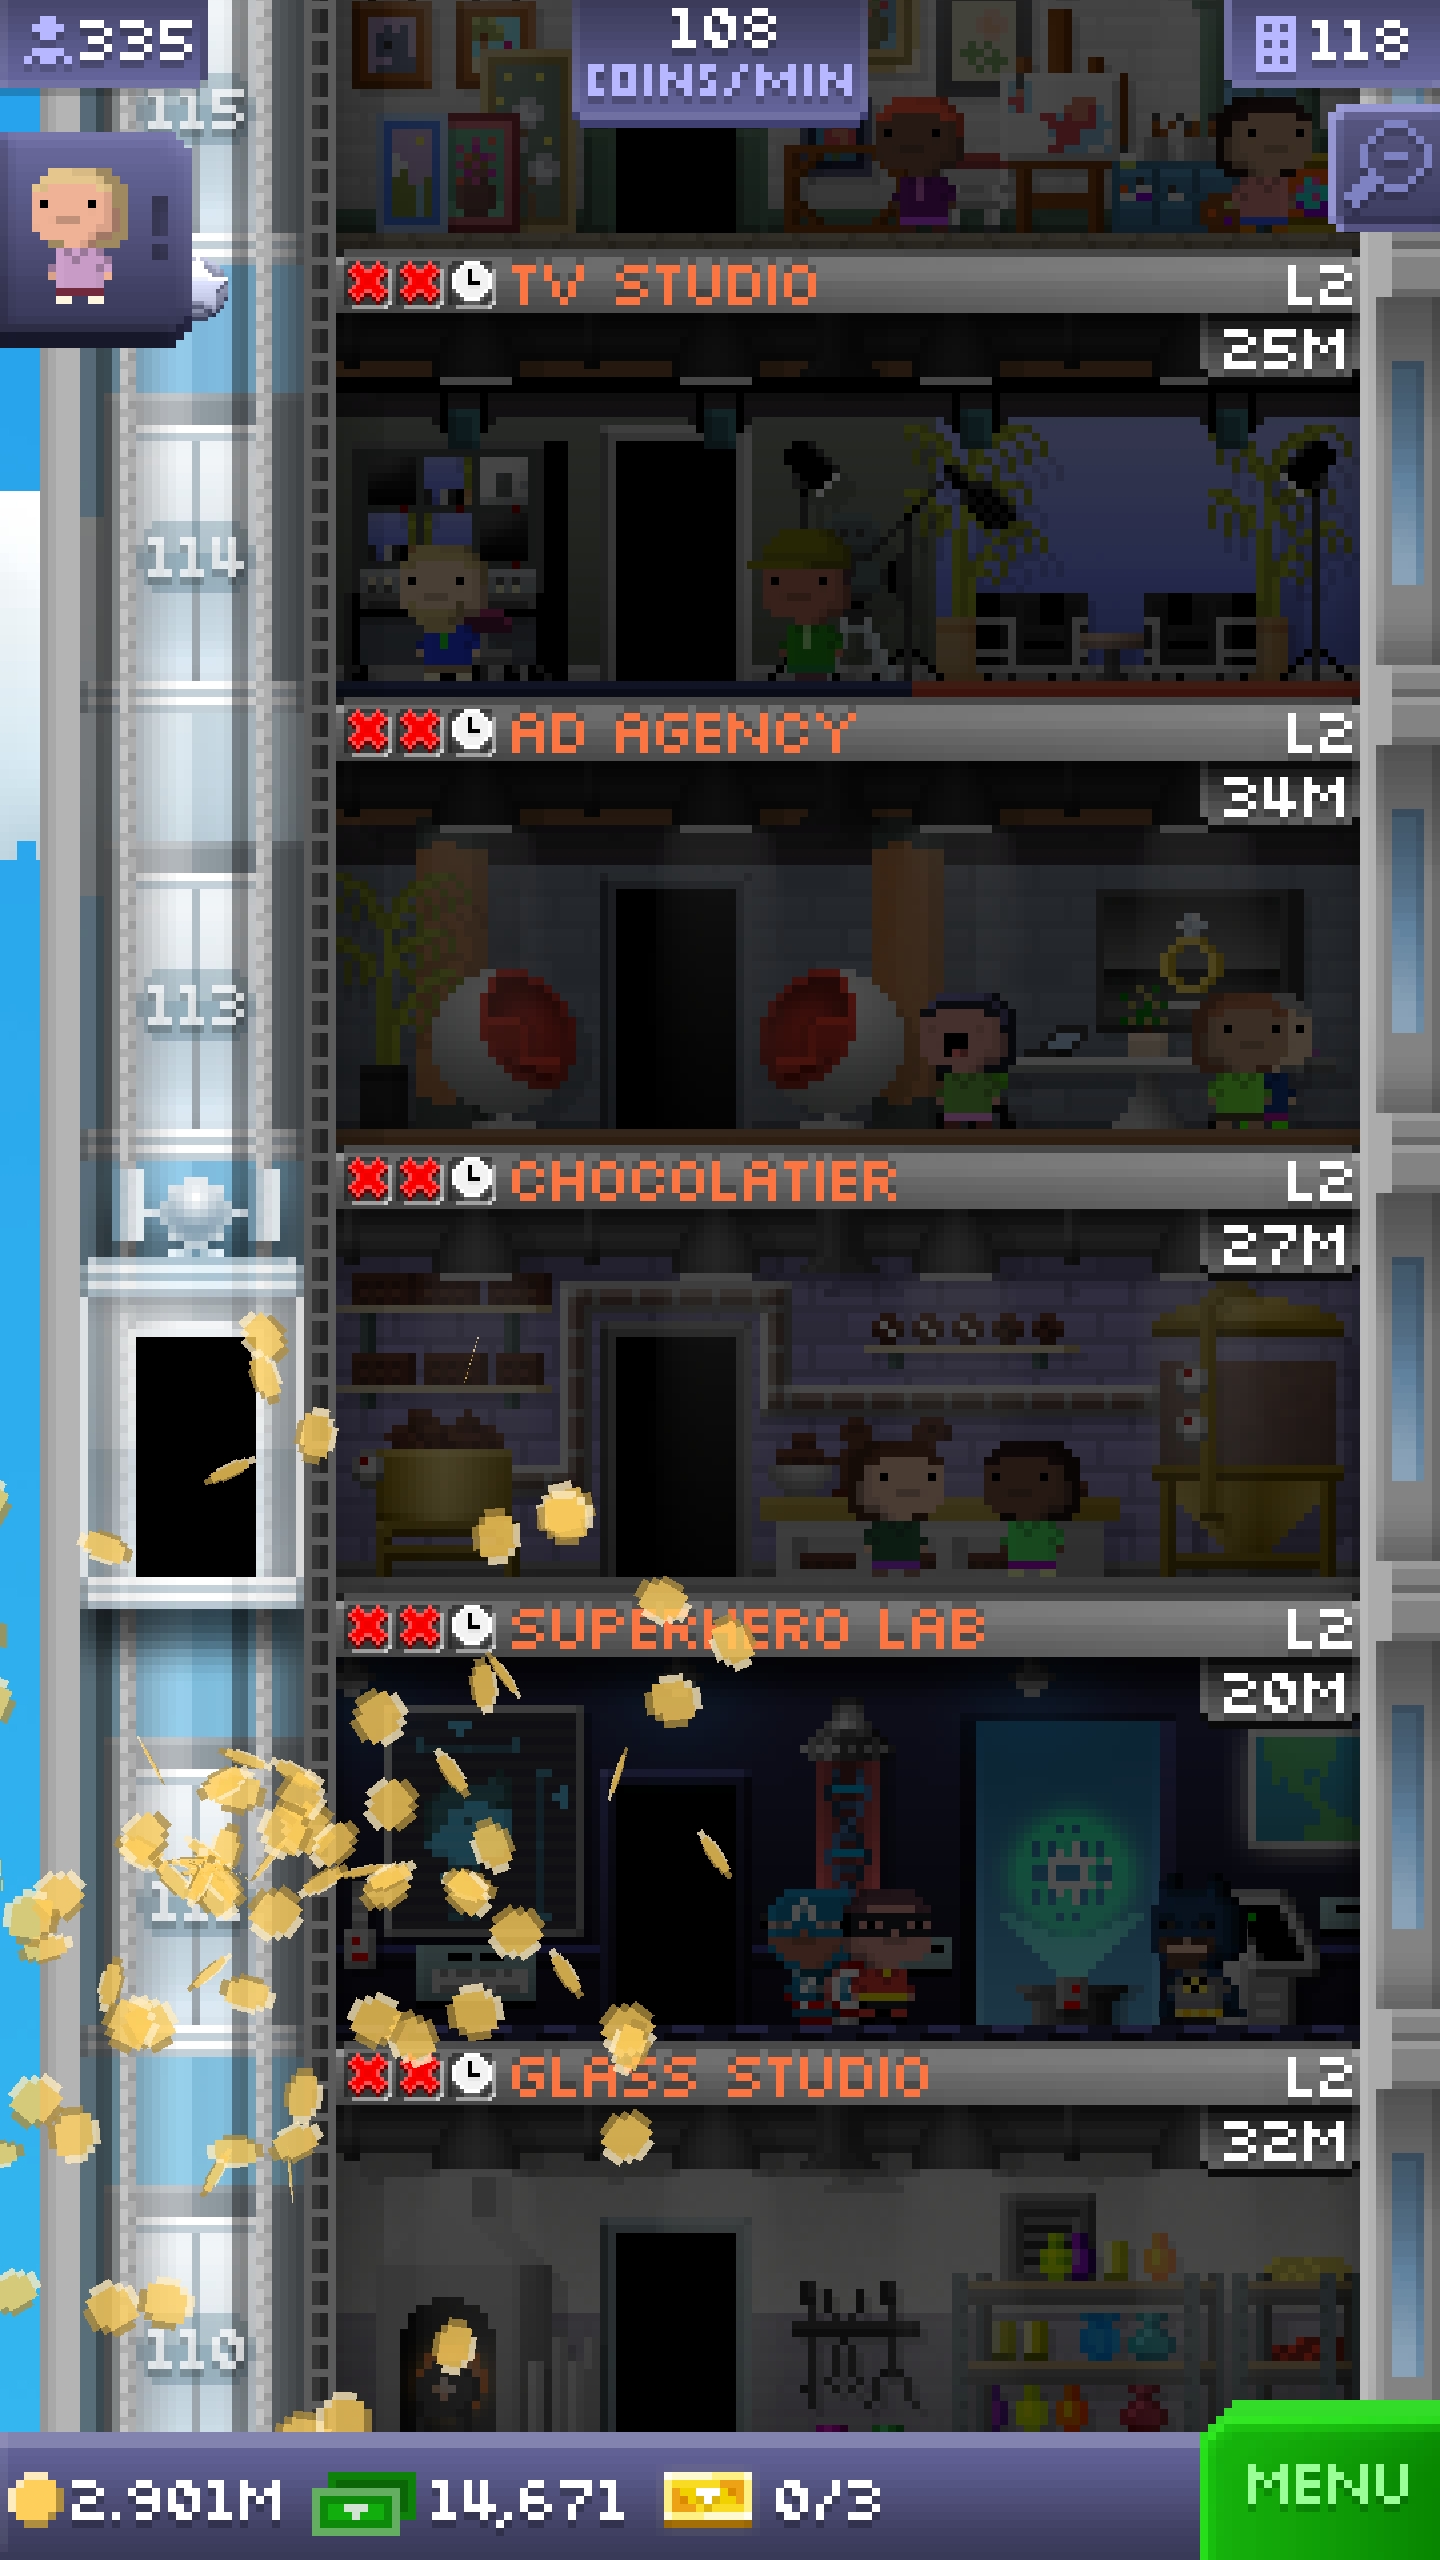 335
108
COINS/MIN
118
115
TV STUDIO L2
25M
114
AD AGENCY L2
34M
113
CHOCOLATIER L2
27M
SUPERHERO LAB L2
20M
GLASS STUDIO L2
32M
110
2.901M 14,671 0/3 MENU